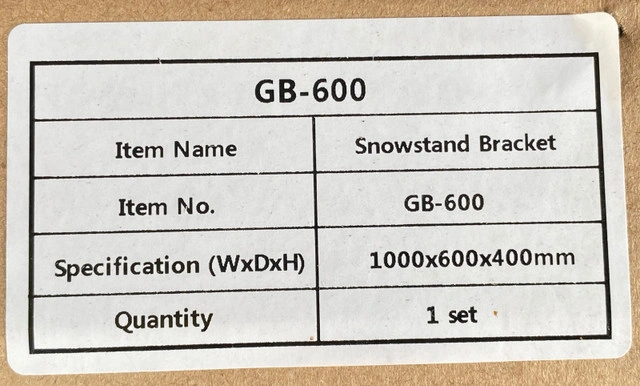 GB-600
Item Name Snowstand Bracket
Item No. GB-600
Specification (WxDxH) 1000x600x400mm
Quantity 1 set